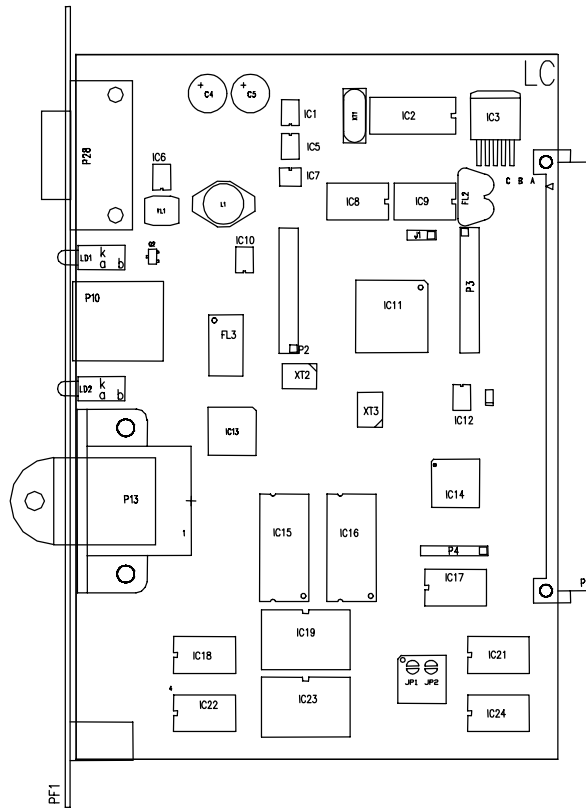 LC
C4
C5
IC1
XT1
IC2
IC3
IC5
P28
IC6
IC7
C B A
FL1
L1
IC8
IC9
FL2
J1
LD1
k
a b
IC10
P10
IC11
P3
FL3
P2
XT2
LD2
k
a b
XT3
IC12
IC13
P13
IC14
1
IC15
IC16
P4
IC17
P
IC19
IC18
IC21
JP1 JP2
4
IC22
IC23
IC24
PF1